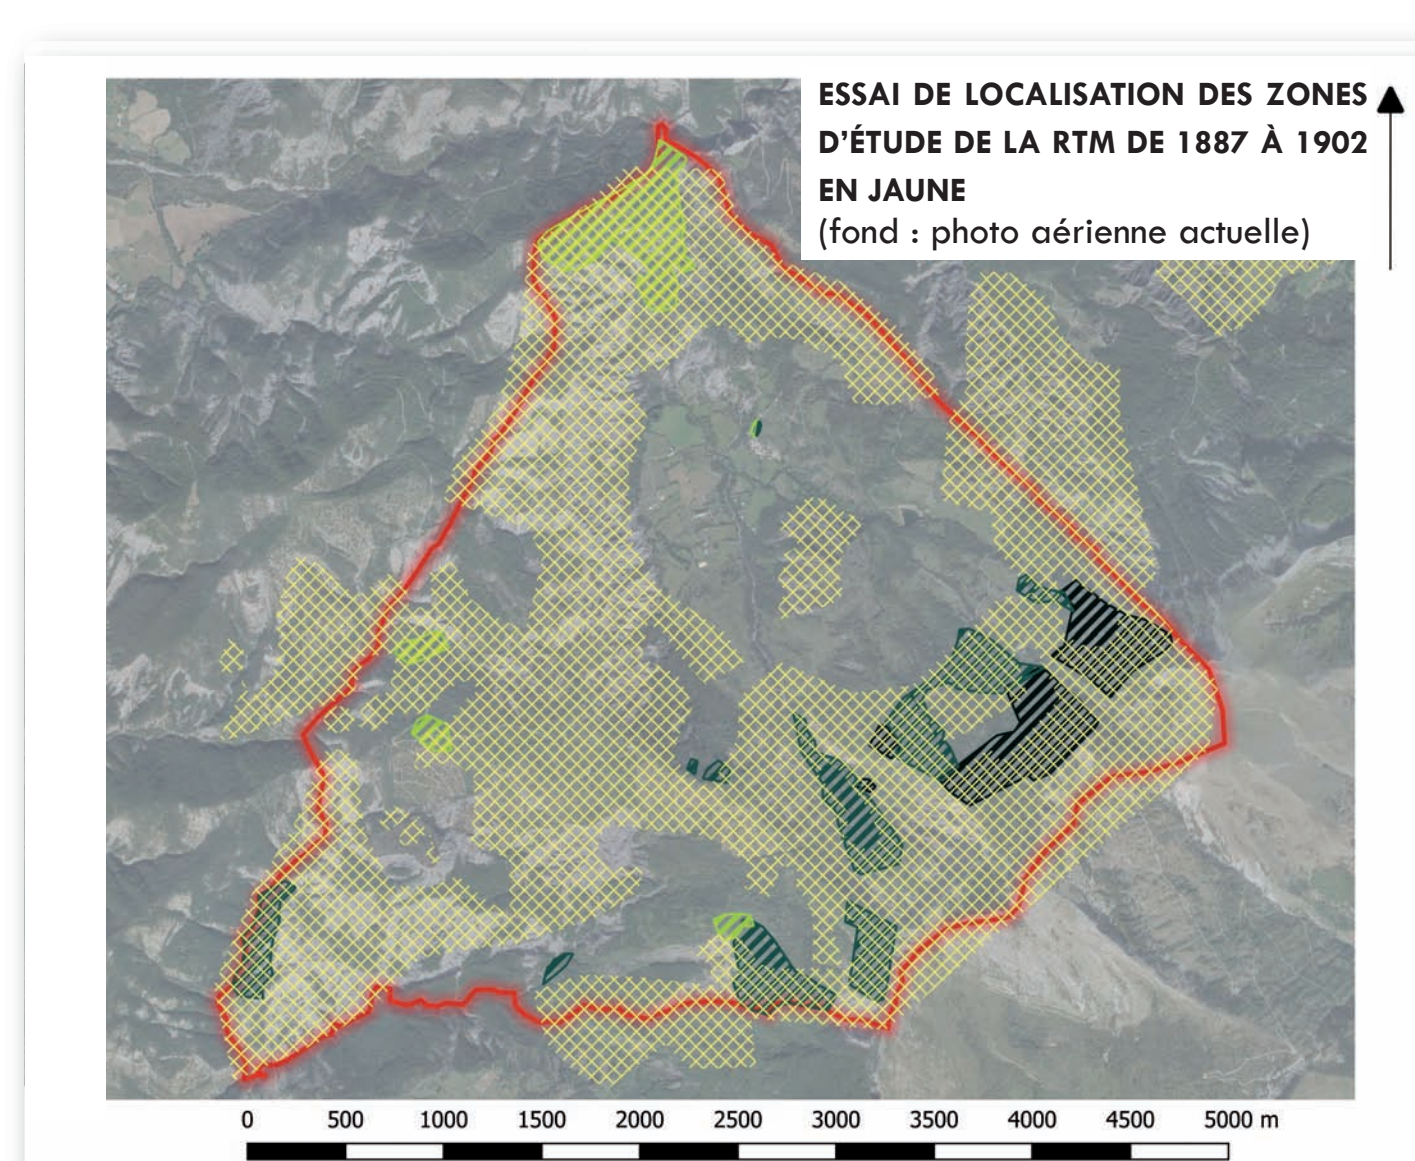 ESSAI DE LOCALISATION DES ZONES
D'ÉTUDE DE LA RTM DE 1887 À 1902
EN JAUNE
(fond : photo aérienne actuelle)
0 500 1000 1500 2000 2500 3000 3500 4000 4500 5000 m